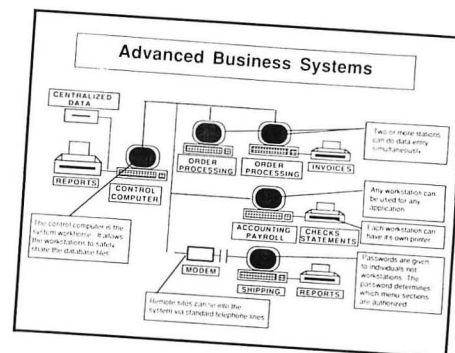 Advanced Business Systems
CENTRALIZED
DATA
REPORTS
CONTROL
COMPUTER
ORDER
PROCESSING
ORDER
PROCESSING
INVOICES
Two or more stations
can do data entry
simultaneously
ACCOUNTING
PAYROLL
CHECKS
STATEMENTS
Any workstation can
be used for any
application.
Each workstation can
have it's own printer
The control computer is the
system workhorse. It allows
the workstations to safely
share the database files
MODEM
SHIPPING
REPORTS
Passwords are given
to individuals not
workstations. The
password determines
which menu sections
are authorized
Remote sites can tie into the
system via standard telephone lines